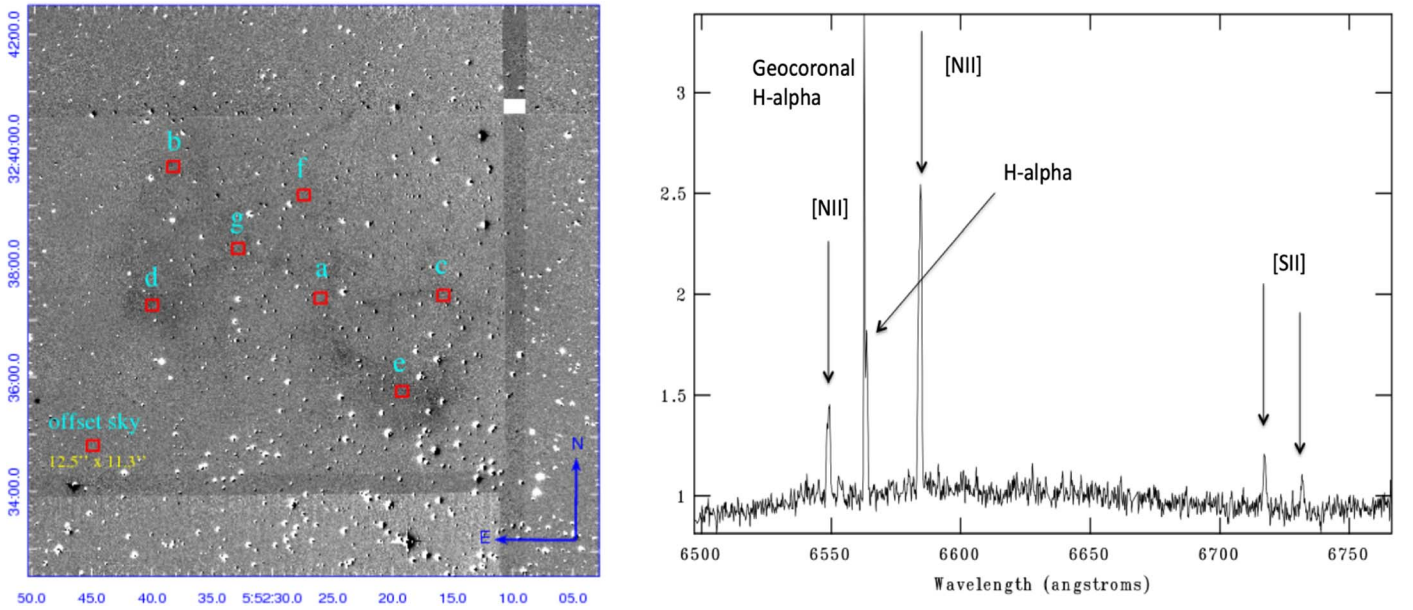 42:00.0
32:40:00.0
38:00.0
36:00.0
34:00.0
b
f
g
a
c
d
e
offset sky
12.5’’ x 11.3’’
N
E
50.0 45.0 40.0 35.0 5:52:30.0 25.0 20.0 15.0 10.0 05.0
Geocoronal
H-alpha
[NII]
H-alpha
[NII]
[SII]
3
2.5
2
1.5
1
6500 6550 6600 6650 6700 6750
Wavelength (angstroms)